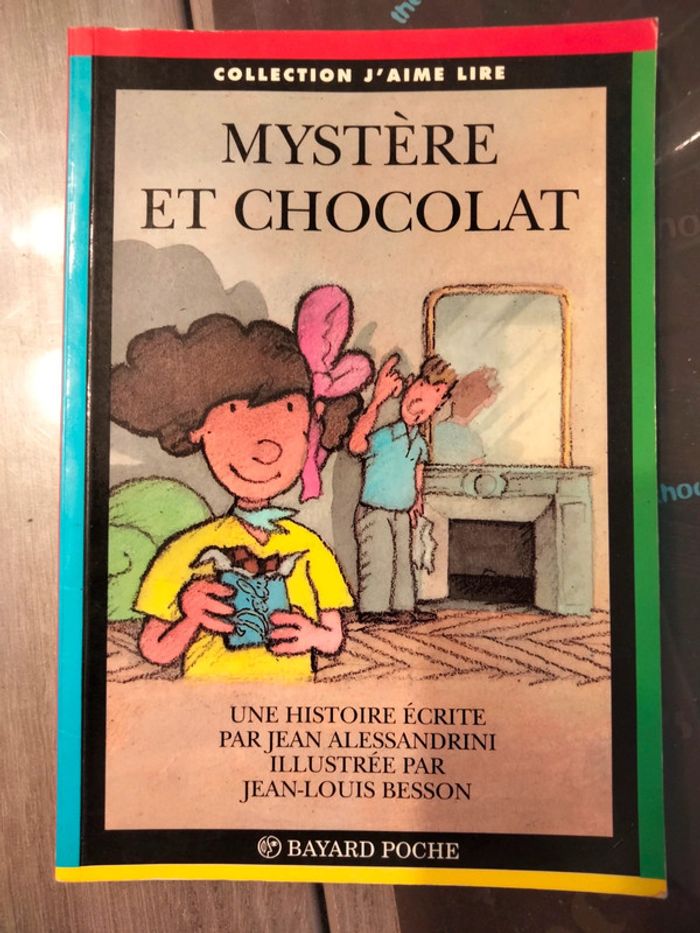 COLLECTION J'AIME LIRE
MYSTÈRE
ET CHOCOLAT
UNE HISTOIRE ÉCRITE
PAR JEAN ALESSANDRINI
ILLUSTRÉE PAR
JEAN-LOUIS BESSON
BAYARD POCHE